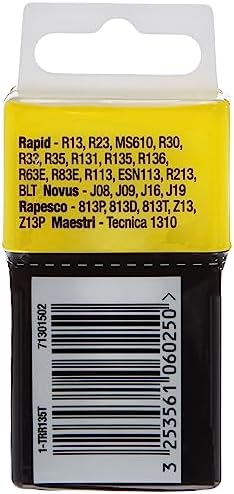 Rapid - R13, R23, MS610, R30,
R33, R35, R131, R135, R136,
R63E, R83E, R113, ESN113, R213,
BLT Novus - J08, J09, J16, J19
Rapesco - 813P, 813D, 813T, Z13,
Z13P Maestri - Tecnica 1310
71301502
1-TRR135T
3 253561 060250 >